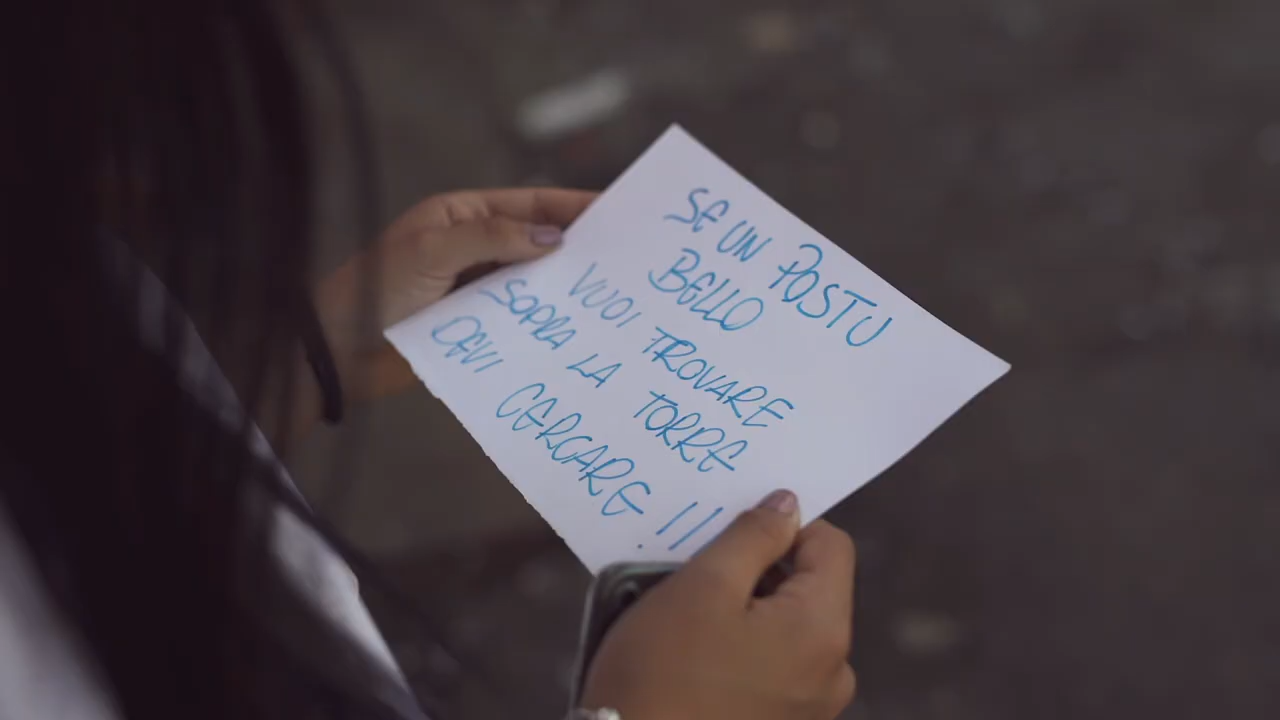 SE UN POSTU
BELLO
VUOI TROVARE
SOPRA LA TORRE
DEVI CERCARE!!